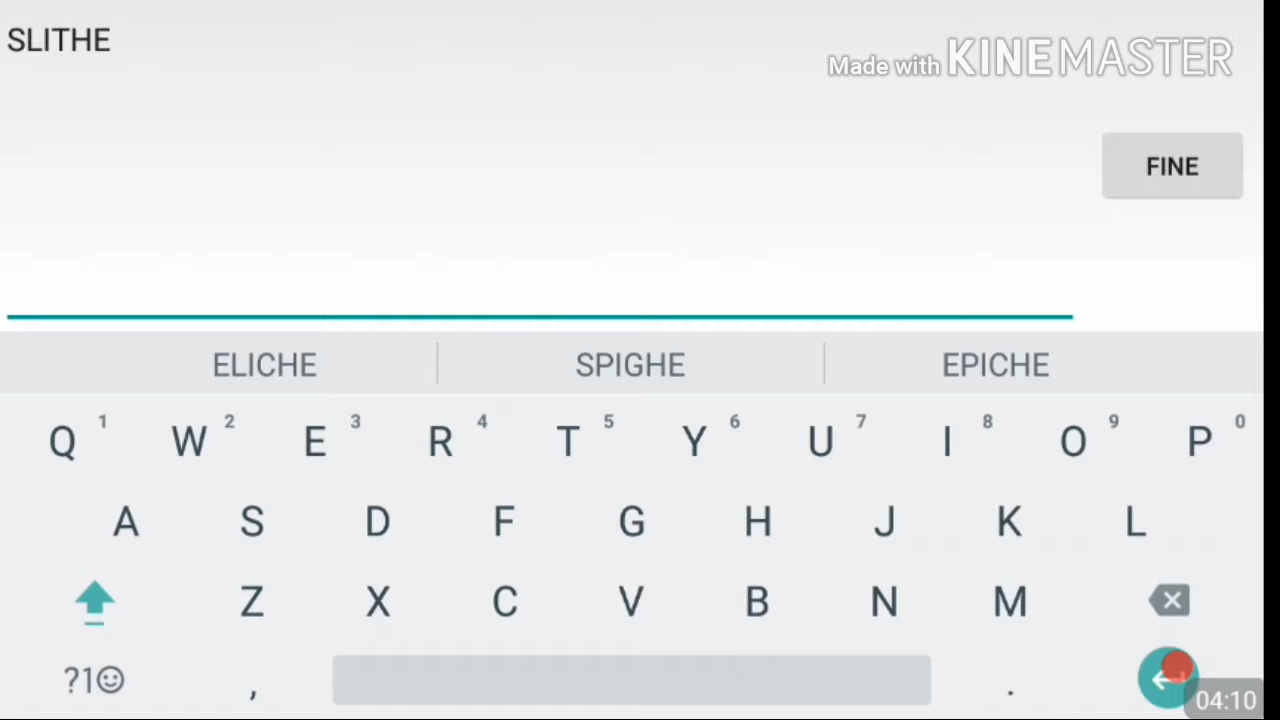 SLITHE
Made with KINEMASTER
FINE
ELICHE SPIGHE EPICHE
Q 1 W 2 E 3 R 4 T 5 Y 6 U 7 I 8 O 9 P 0
A S D F G H J K L
Z X C V B N M
?1☺ , .
04:10